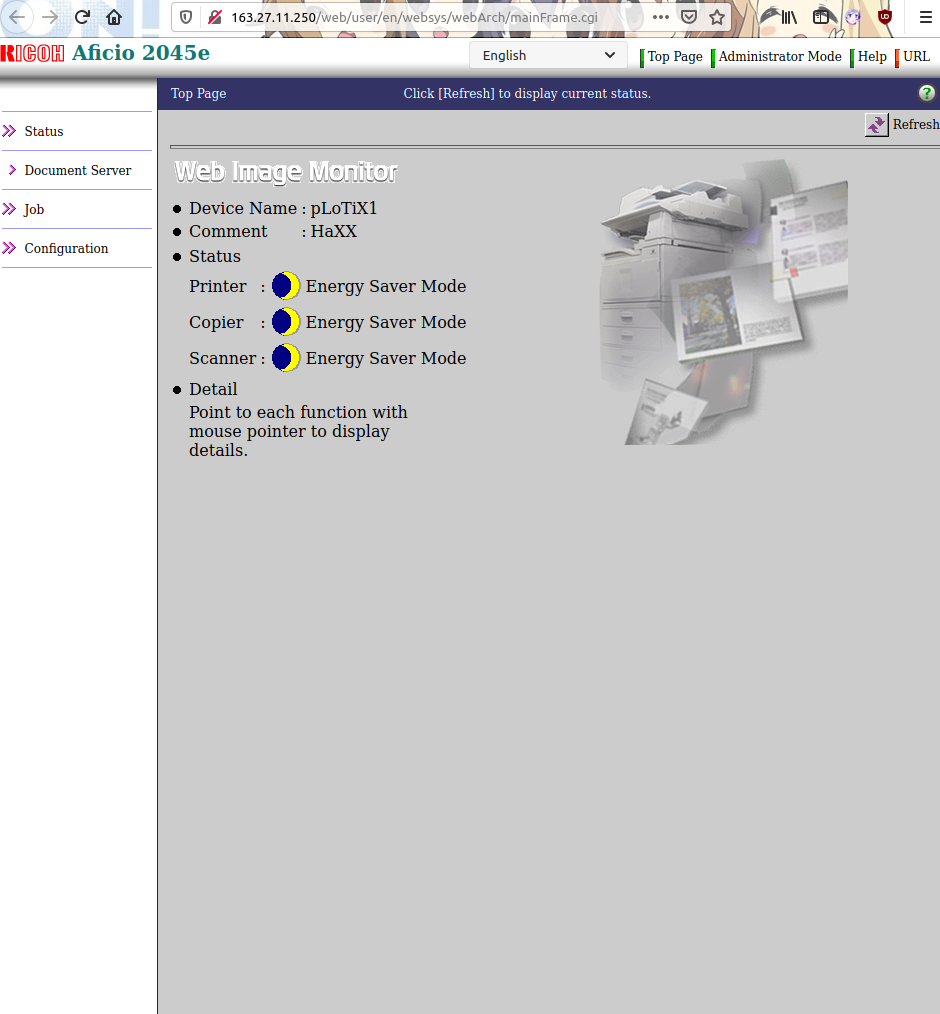 163.27.11.250/web/user/en/websys/webArch/mainFrame.cgi
RICOH Aficio 2045e
English
Top Page
Administrator Mode
Help
URL
Top Page
Click [Refresh] to display current status.
?
Refresh
Status
Document Server
Job
Configuration
Web Image Monitor
Device Name : pLoTiX1
Comment : HaXX
Status
Printer : Energy Saver Mode
Copier : Energy Saver Mode
Scanner : Energy Saver Mode
Detail
Point to each function with
mouse pointer to display
details.